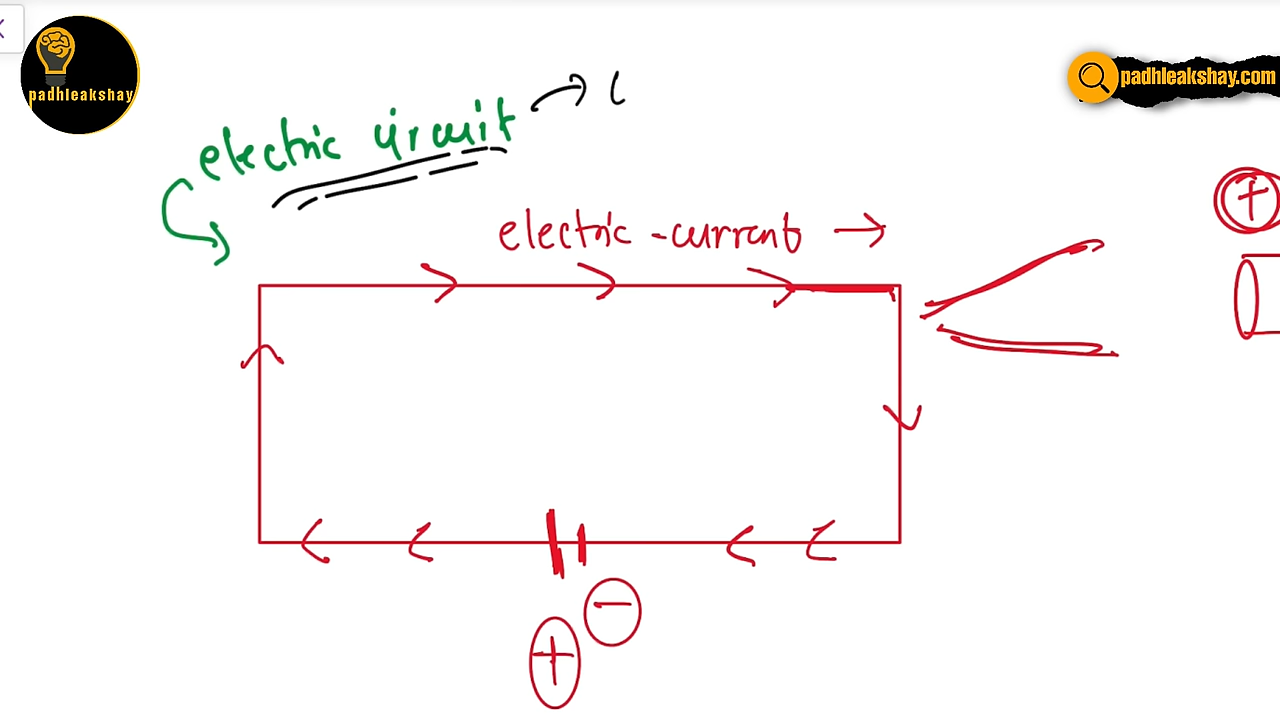 padhleakshay
padhleakshay.com
electric circuit → (
electric - current →
+
−
+